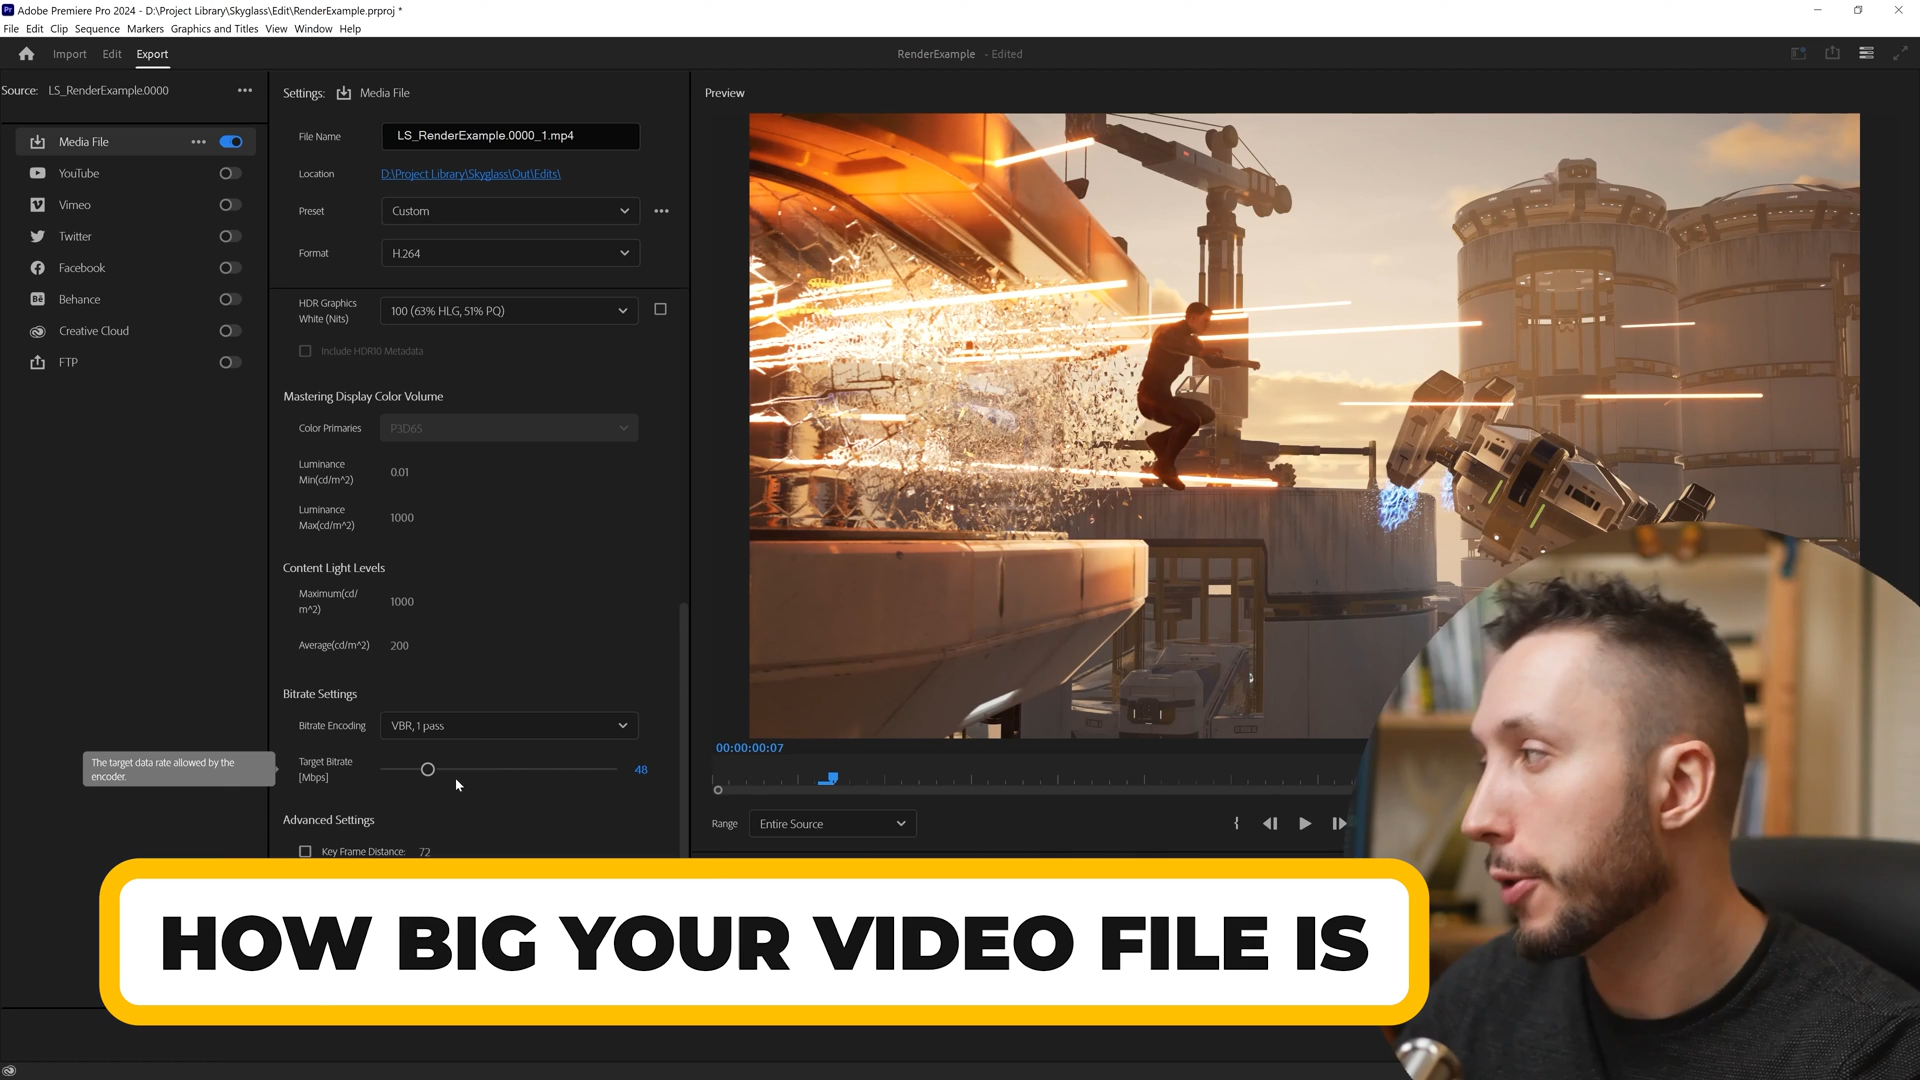 Adobe Premiere Pro 2024 - D:\Project Library\Skyglass\Edit\RenderExample.prproj *
File Edit Clip Sequence Markers Graphics and Titles View Window Help
Import Edit Export
RenderExample - Edited
Source: LS_RenderExample.0000
Media File
YouTube
Vimeo
Twitter
Facebook
Behance
Creative Cloud
FTP
Settings: Media File
File Name LS_RenderExample.0000_1.mp4
Location D:\Project Library\Skyglass\Out\Edits\
Preset Custom
Format H.264
HDR Graphics
White (Nits) 100 (63% HLG, 51% PQ)
Include HDR10 Metadata
Mastering Display Color Volume
Color Primaries P3D65
Luminance
Min(cd/m^2) 0.01
Luminance
Max(cd/m^2) 1000
Content Light Levels
Maximum(cd/
m^2) 1000
Average(cd/m^2) 200
Bitrate Settings
Bitrate Encoding VBR, 1 pass
Target Bitrate
[Mbps] 48
The target data rate allowed by the
encoder.
Advanced Settings
Key Frame Distance: 72
Preview
00:00:00:07
Range Entire Source
HOW BIG YOUR VIDEO FILE IS